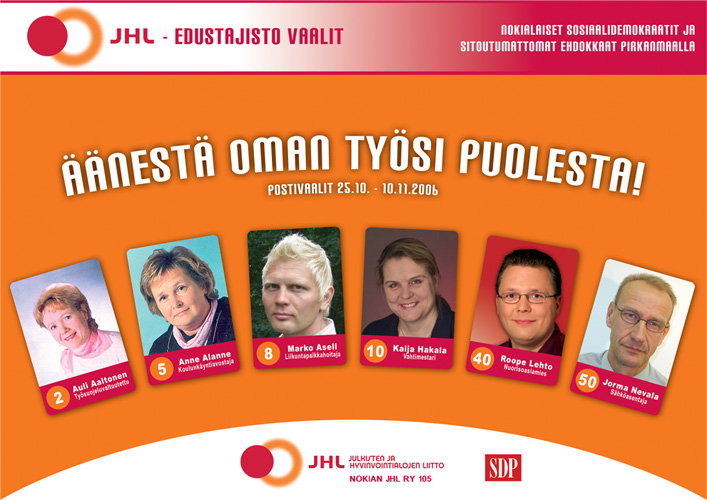 JHL - EDUSTAJISTO VAALIT
NOKIALAISET SOSIAALIDEMOKRAATIT JA
SITOUTUMATTOMAT EHDOKKAAT PIRKANMAALLA
ÄÄNESTÄ OMAN TYÖSI PUOLESTA!
POSTIVAALIT 25.10. - 10.11.2006
2 Auli Aaltonen
Työsuojeluvaltuutettu
5 Anne Alanne
Koulunkäyntiavustaja
8 Marko Asell
Liikuntapaikkahoitaja
10 Kaija Hakala
Vahtimestari
40 Roope Lehto
Nuorisoasiamies
50 Jorma Nevala
Sähköasentaja
JHL JULKISTEN JA
HYVINVOINTIALOJEN LIITTO
NOKIAN JHL RY 105
SDP